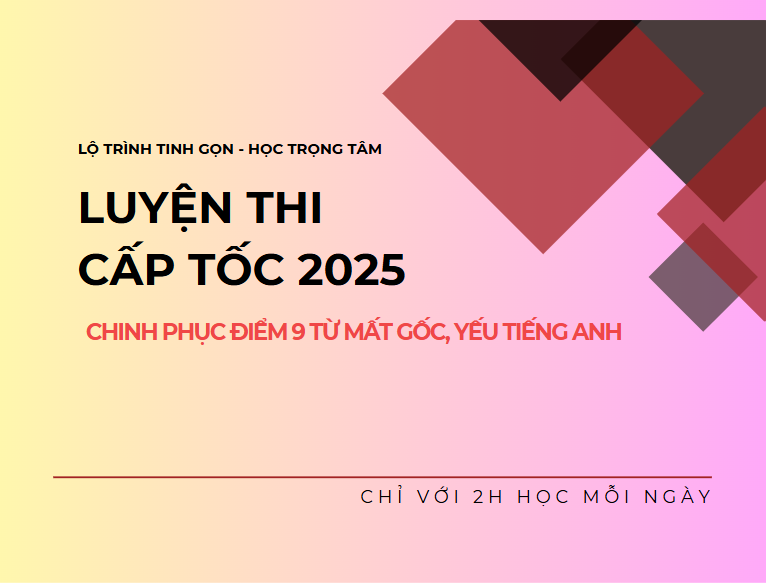 LỘ TRÌNH TINH GỌN - HỌC TRỌNG TÂM
LUYỆN THI
CẤP TỐC 2025
CHINH PHỤC ĐIỂM 9 TỪ MẤT GỐC, YẾU TIẾNG ANH
CHỈ VỚI 2H HỌC MỖI NGÀY